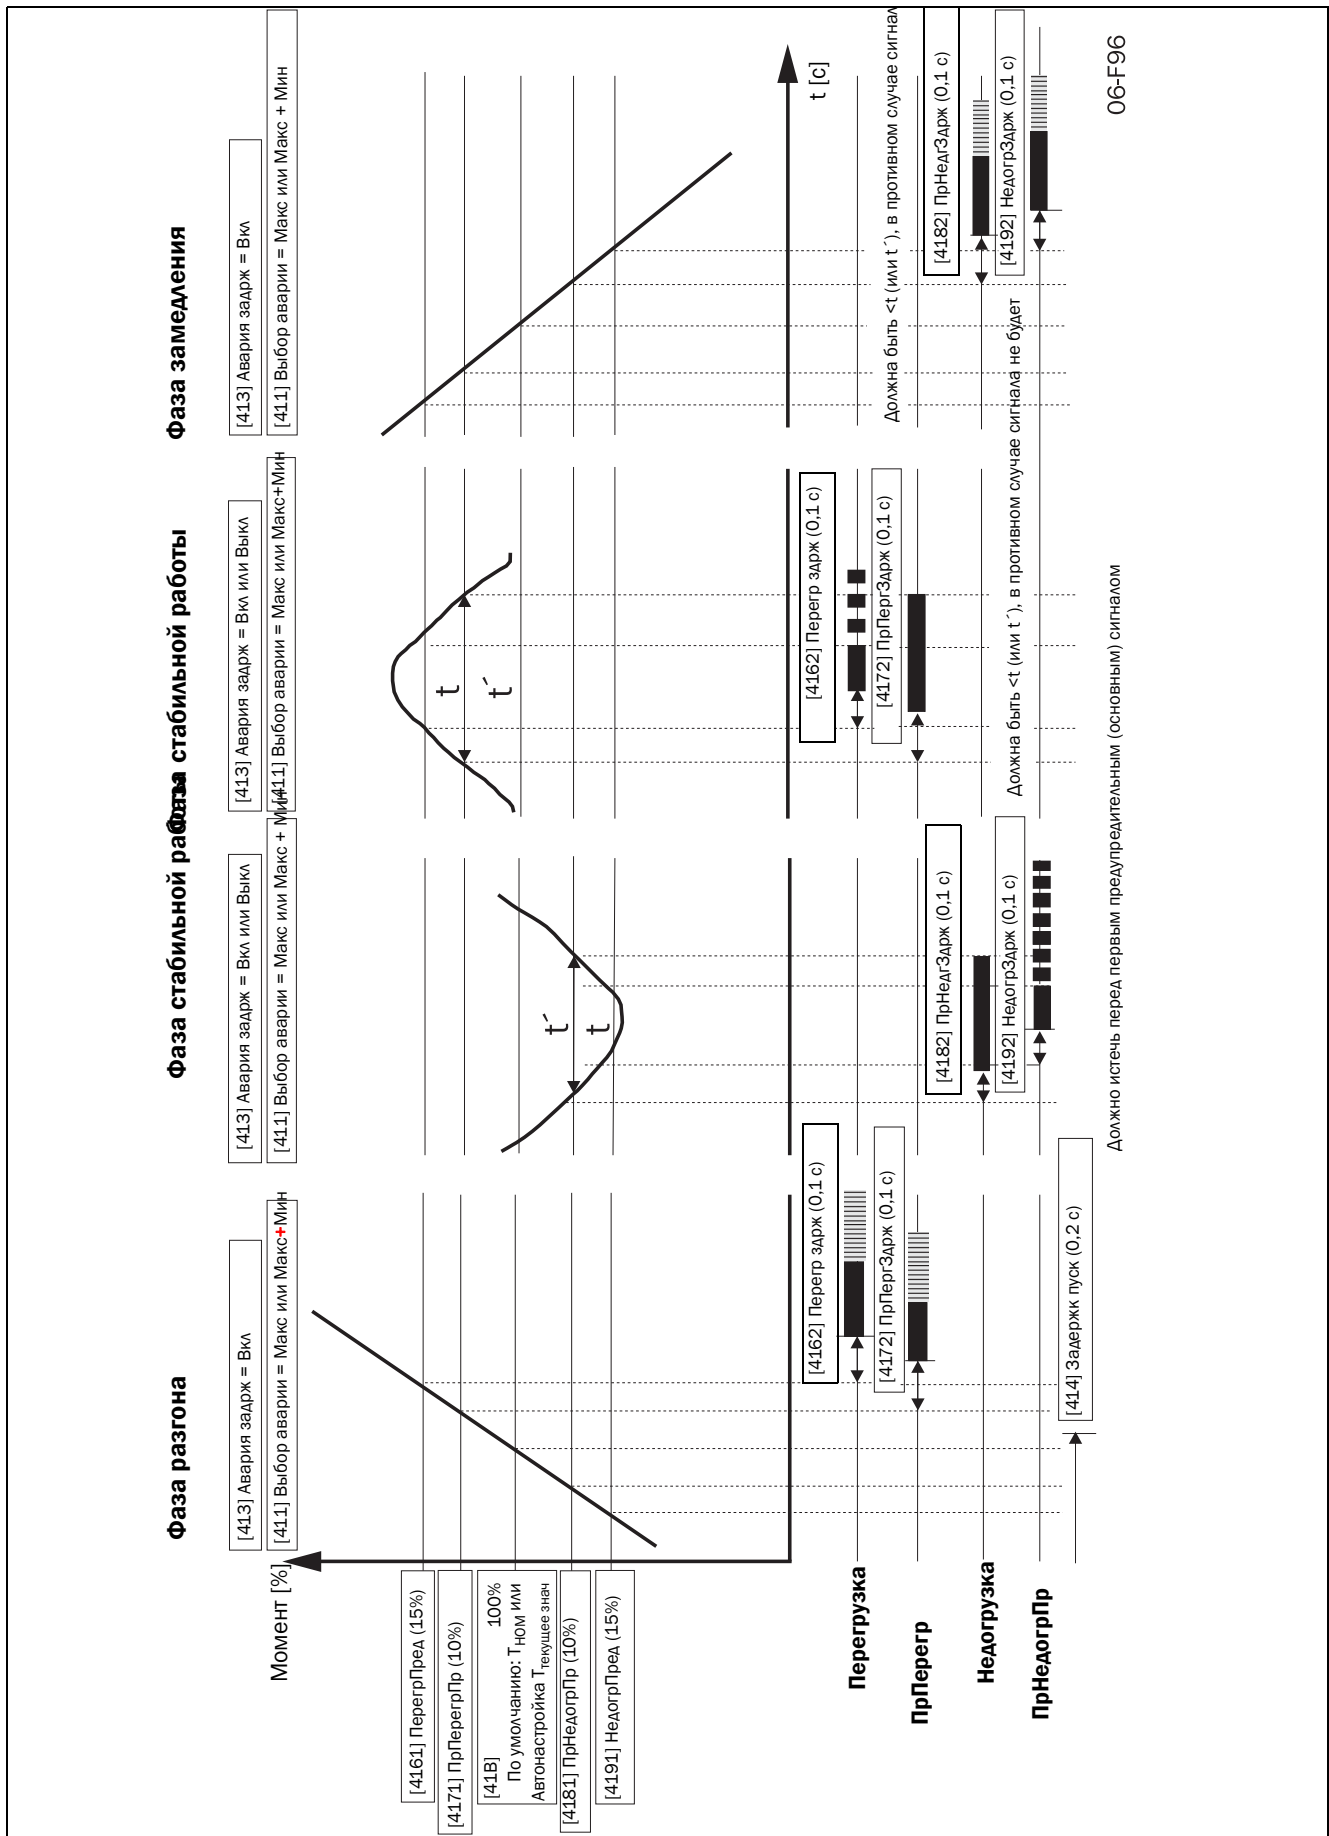 Фаза разгона
Фаза стабильной работы
Фаза стабильной работы
Фаза замедления
[413] Авария задрж = Вкл
[411] Выбор аварии = Макс или Макс+Мин
[413] Авария задрж = Вкл или Выкл
[411] Выбор аварии = Макс или Макс + Мин
[413] Авария задрж = Вкл или Выкл
[411] Выбор аварии = Макс или Макс+Мин
[413] Авария задрж = Вкл
[411] Выбор аварии = Макс или Макс + Мин
Момент [%]
[4161] ПерегрПред (15%)
[4171] ПрПерегрПр (10%)
[41B] 100%
По умолчанию: Tном или
Автонастройка Tтекущее знач
[4181] ПрНедогрПр (10%)
[4191] НедогрПред (15%)
t´
t
t
t´
t [с]
Перегрузка
[4162] Перегр здрж (0,1 с)
[4162] Перегр здрж (0,1 с)
Должна быть <t (или t´), в противном случае сигнал
ПрПерегр
[4172] ПрПергЗдрж (0,1 с)
[4172] ПрПергЗдрж (0,1 с)
Недогрузка
[4182] ПрНедгЗдрж (0,1 с)
[4182] ПрНедгЗдрж (0,1 с)
ПрНедогрПр
[4192] НедогрЗдрж (0,1 с)
Должна быть <t (или t´), в противном случае сигнала не будет
[4192] НедогрЗдрж (0,1 с)
[414] Задержк пуск (0,2 с)
Должно истечь перед первым предупредительным (основным) сигналом
06-F96